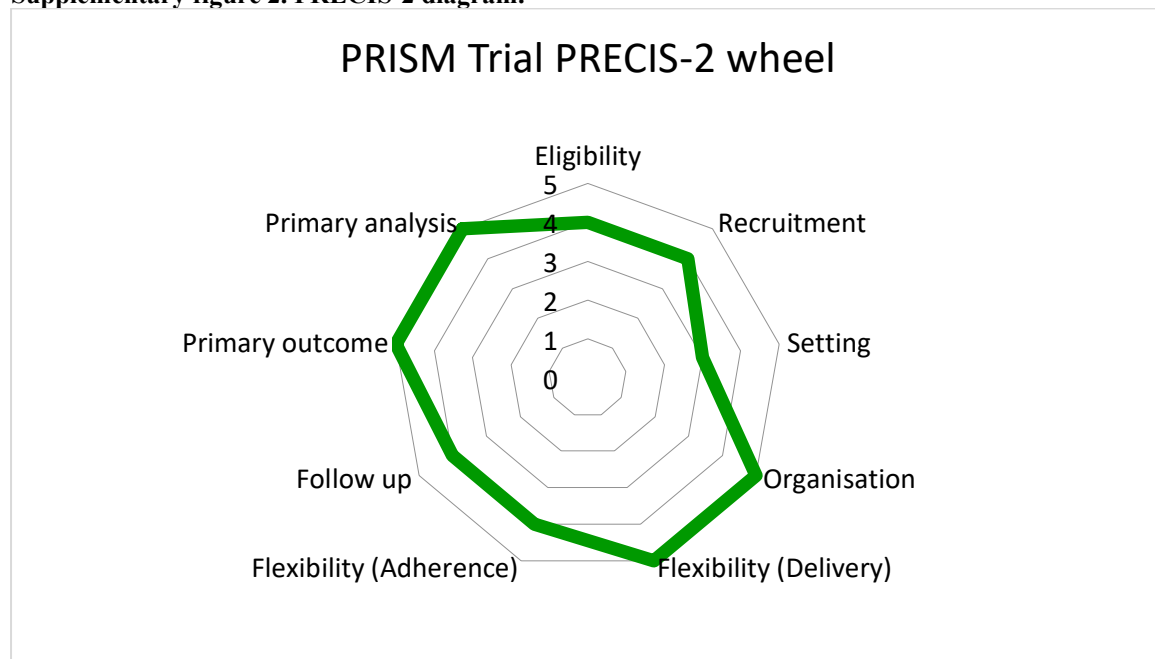 Supplementary figure 2. PRECIS-2 diagram.
PRISM Trial PRECIS-2 wheel
Eligibility
5
Primary analysis
4
Recruitment
3
2
Primary outcome
1
Setting
0
Follow up
Organisation
Flexibility (Adherence)
Flexibility (Delivery)